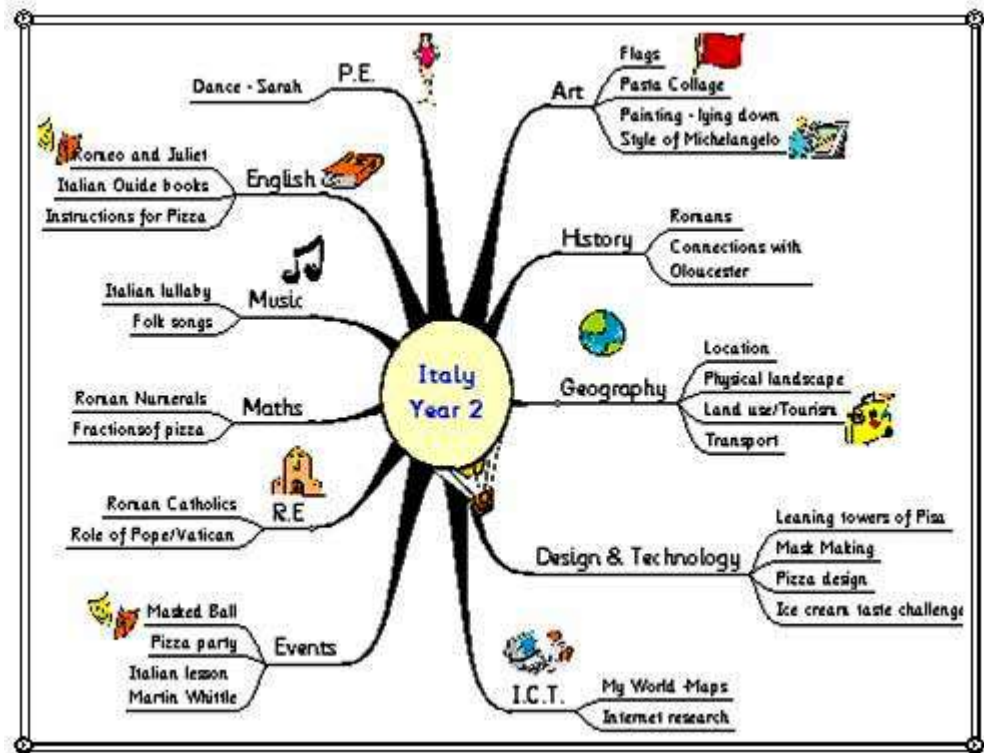 Italy
Year 2
P.E.
Dance - Sarah
English
Romeo and Juliet
Italian Ouide books
Instructions for Pizza
Music
Italian lullaby
Folk songs
Maths
Roman Numerals
Fractionsof pizza
R.E
Roman Catholics
Role of Pope/Vatican
Events
Masked Ball
Pizza party
Italian lesson
Martin Whittle
Art
Flags
Pasta Collage
Painting - lying down
Style of Michelangelo
History
Romans
Connections with
Oloucester
Geography
Location
Physical landscape
Land use/Tourism
Transport
Design & Technology
Leaning towers of Pisa
Mask Making
Pizza design
Ice cream taste challenge
I.C.T.
My World -Maps
Internet research